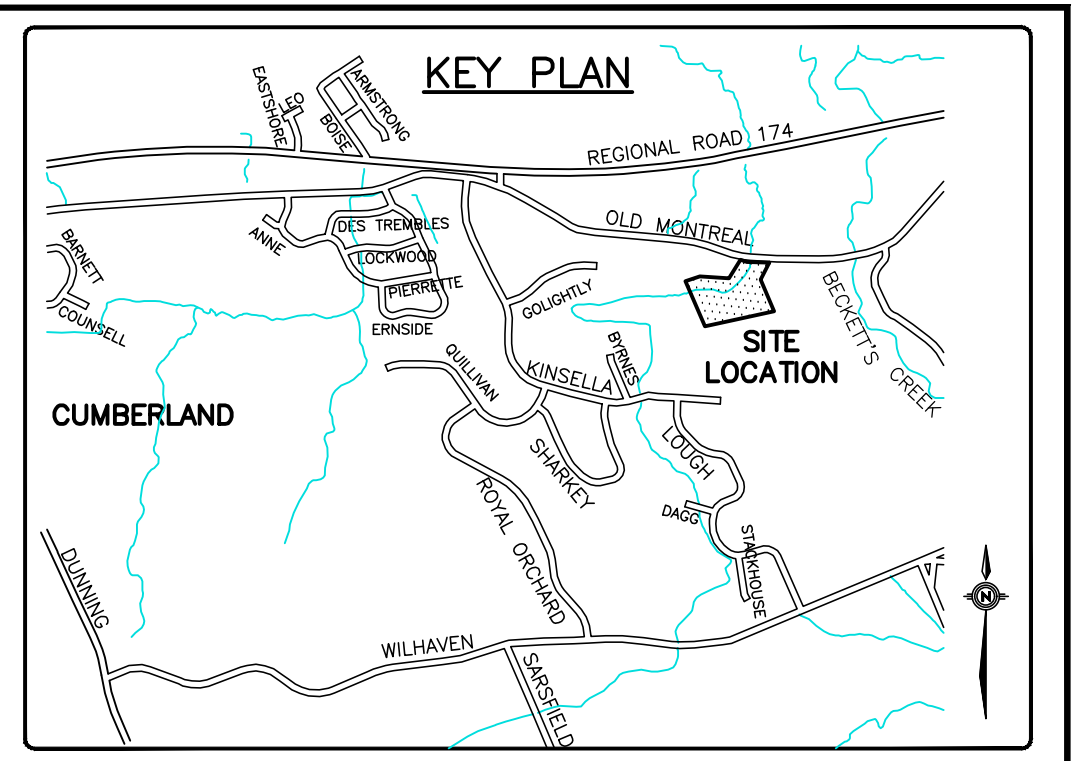 KEY PLAN
EASTSHORE
LEO
BOISE
ARMSTRONG
REGIONAL ROAD 174
OLD MONTREAL
ANNE
DES TREMBLES
LOCKWOOD
PIERRETTE
ERNSIDE
BARNETT
COUNSELL
GOLIGHTLY
BECKETT'S CREEK
SITE
LOCATION
QUILLIVAN
KINSELLA
BYRNES
CUMBERLAND
SHARKEY
LOUGH
ROYAL ORCHARD
DAGG
STACKHOUSE
DUNNING
WILHAVEN
SARSFIELD
N